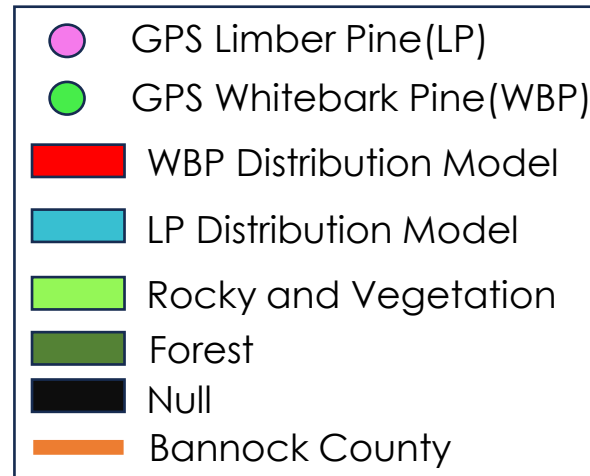 GPS Limber Pine(LP)
GPS Whitebark Pine(WBP)
WBP Distribution Model
LP Distribution Model
Rocky and Vegetation
Forest
Null
Bannock County